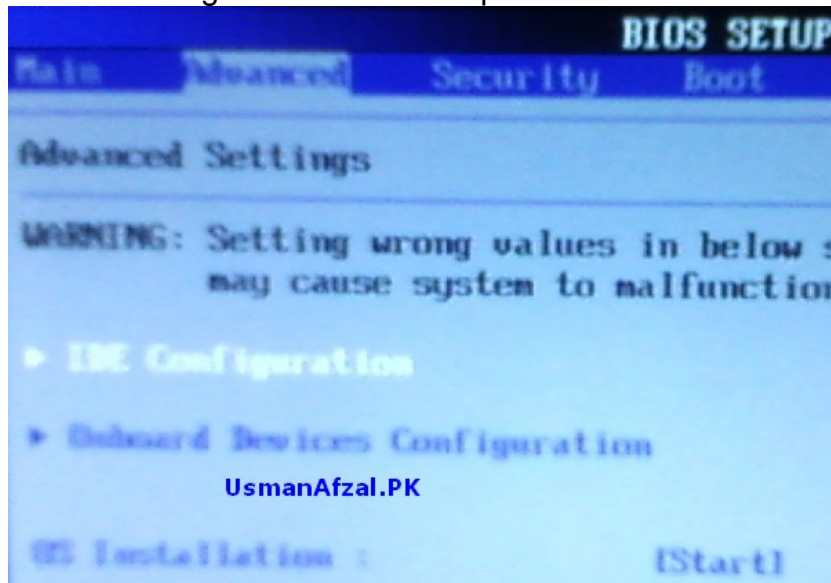 BIOS SETUP
Main Advanced Security Boot
Advanced Settings
WARNING: Setting wrong values in below
may cause system to malfunction
▶ IDE Configuration
▶ Onboard Devices Configuration
UsmanAfzal.PK
OS Installation : [Start]